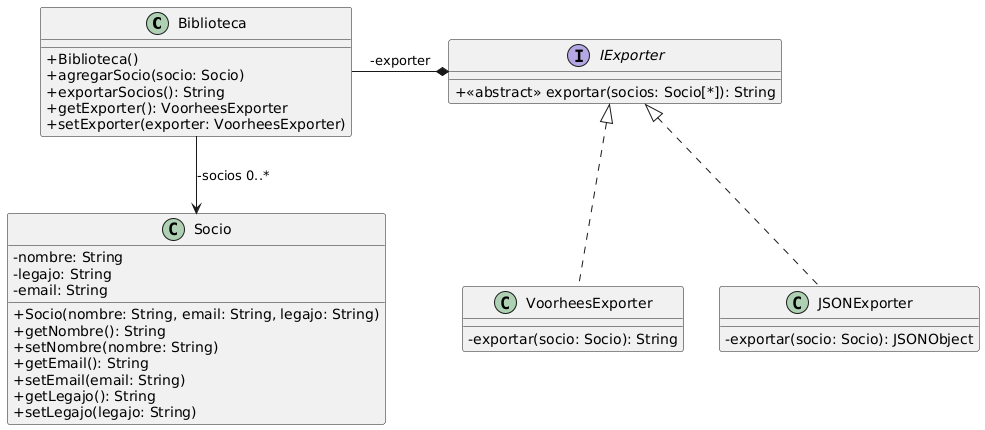 C Biblioteca
+Biblioteca()
+agregarSocio(socio: Socio)
+exportarSocios(): String
+getExporter(): VoorheesExporter
+setExporter(exporter: VoorheesExporter)
-exporter
I IExporter
+«abstract» exportar(socios: Socio[*]): String
-socios 0..*
C Socio
-nombre: String
-legajo: String
-email: String
+Socio(nombre: String, email: String, legajo: String)
+getNombre(): String
+setNombre(nombre: String)
+getEmail(): String
+setEmail(email: String)
+getLegajo(): String
+setLegajo(legajo: String)
C VoorheesExporter
-exportar(socio: Socio): String
C JSONExporter
-exportar(socio: Socio): JSONObject